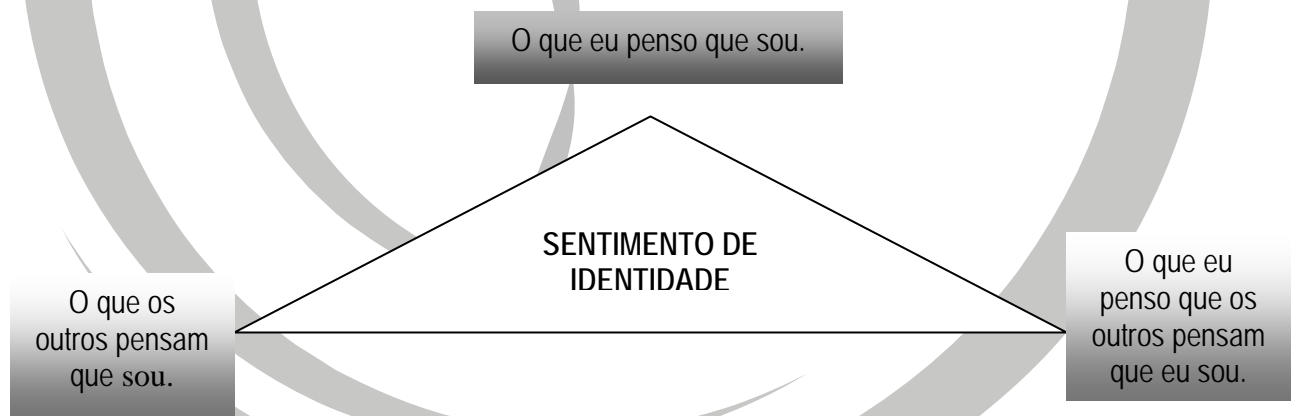 O que eu penso que sou.
SENTIMENTO DE
IDENTIDADE
O que os
outros pensam
que sou.
O que eu
penso que os
outros pensam
que eu sou.